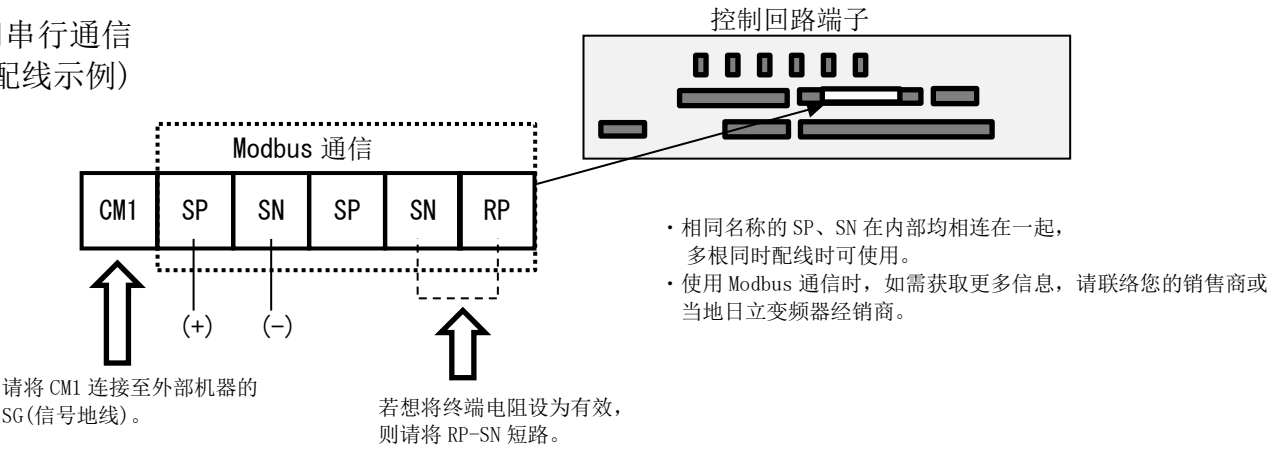 串行通信
配线示例)
控制回路端子
Modbus 通信
CM1 SP SN SP SN RP
(+) (-)
・相同名称的 SP、SN 在内部均相连在一起，
多根同时配线时可使用。
・使用 Modbus 通信时，如需获取更多信息，请联络您的销售商或
当地日立变频器经销商。
请将 CM1 连接至外部机器的
SG(信号地线)。
若想将终端电阻设为有效，
则请将 RP-SN 短路。